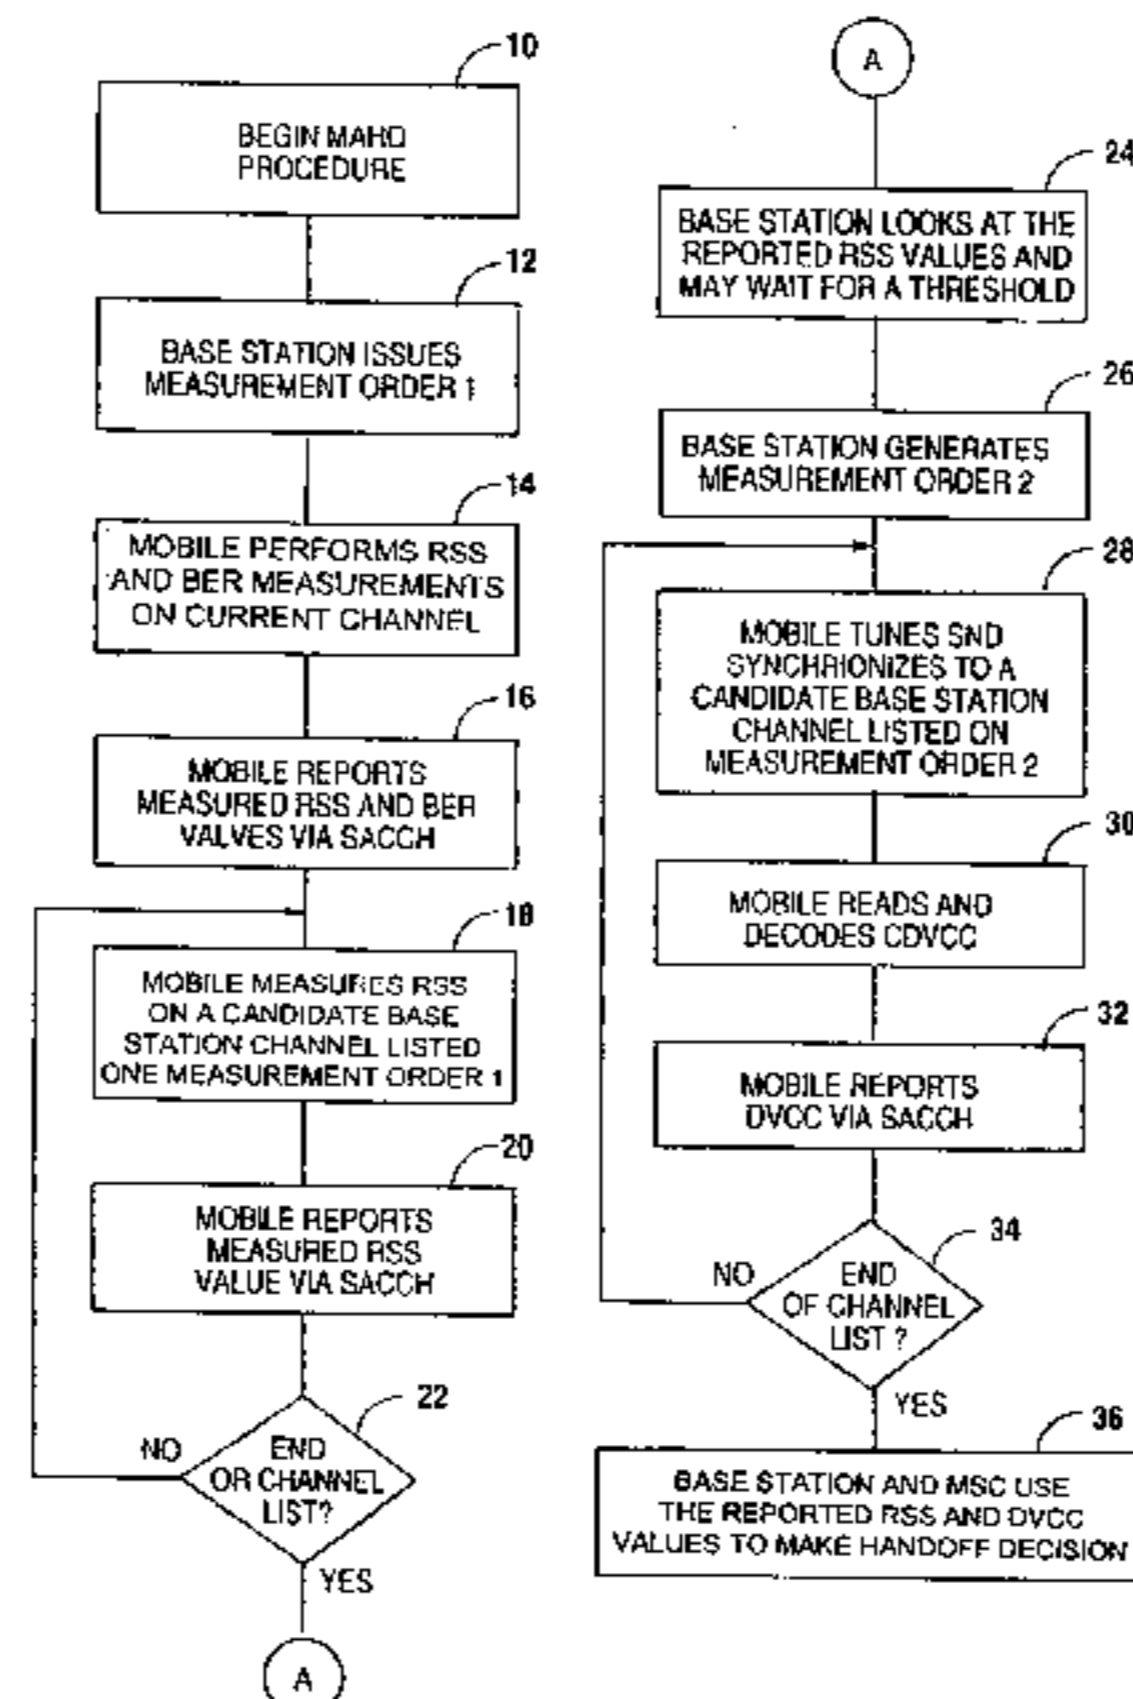 10
BEGIN MAHO
PROCEDURE
12
BASE STATION ISSUES
MEASUREMENT ORDER 1
14
MOBILE PERFORMS RSS
AND BER MEASUREMENTS
ON CURRENT CHANNEL
16
MOBILE REPORTS
MEASURED RSS AND BER
VALVES VIA SACCH
18
MOBILE MEASURES RSS
ON A CANDIDATE BASE
STATION CHANNEL LISTED
ONE MEASUREMENT ORDER 1
20
MOBILE REPORTS
MEASURED RSS
VALUE VIA SACCH
22
NO
END
OR CHANNEL
LIST?
YES
A
A
24
BASE STATION LOOKS AT THE
REPORTED RSS VALUES AND
MAY WAIT FOR A THRESHOLD
26
BASE STATION GENERATES
MEASUREMENT ORDER 2
28
MOBILE TUNES SND
SYNCHRIONIZES TO A
CANDIDATE BASE STATION
CHANNEL LISTED ON
MEASUREMENT ORDER 2
30
MOBILE READS AND
DECODES CDVCC
32
MOBILE REPORTS
DVCC VIA SACCH
34
NO
END
OF CHANNEL
LIST ?
YES
36
BASE STATION AND MSC USE
THE REPORTED RSS AND DVCC
VALUES TO MAKE HANDOFF DECISION